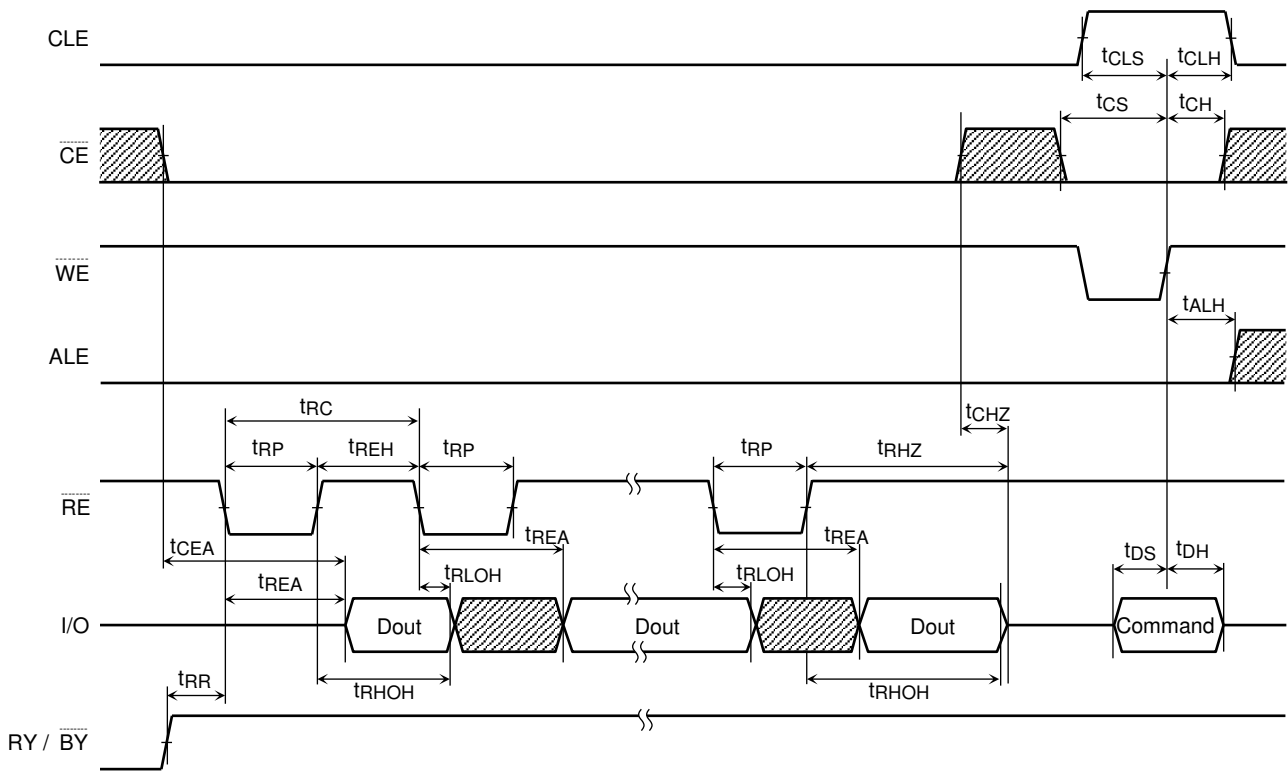 CLE
tCLS
tCLH
tCS
tCH
CE
WE
tALH
ALE
tRC
tCHZ
tRP
tREH
tRP
tRP
tRHZ
RE
tCEA
tREA
tREA
tDS
tDH
tREA
tRLOH
tRLOH
I/O
Dout
Dout
Dout
Command
tRHOH
tRHOH
tRR
RY / BY